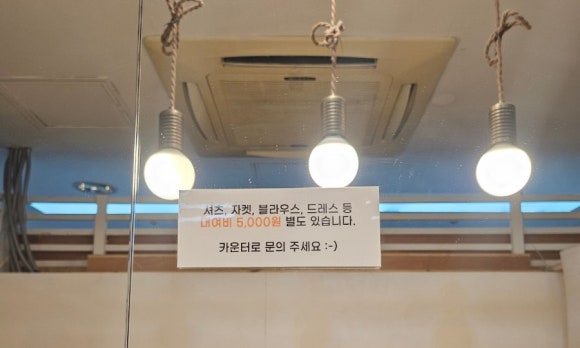 셔츠, 자켓, 블라우스, 드레스 등
대여비 5,000원 별도 있습니다.
카운터로 문의 주세요 :-)